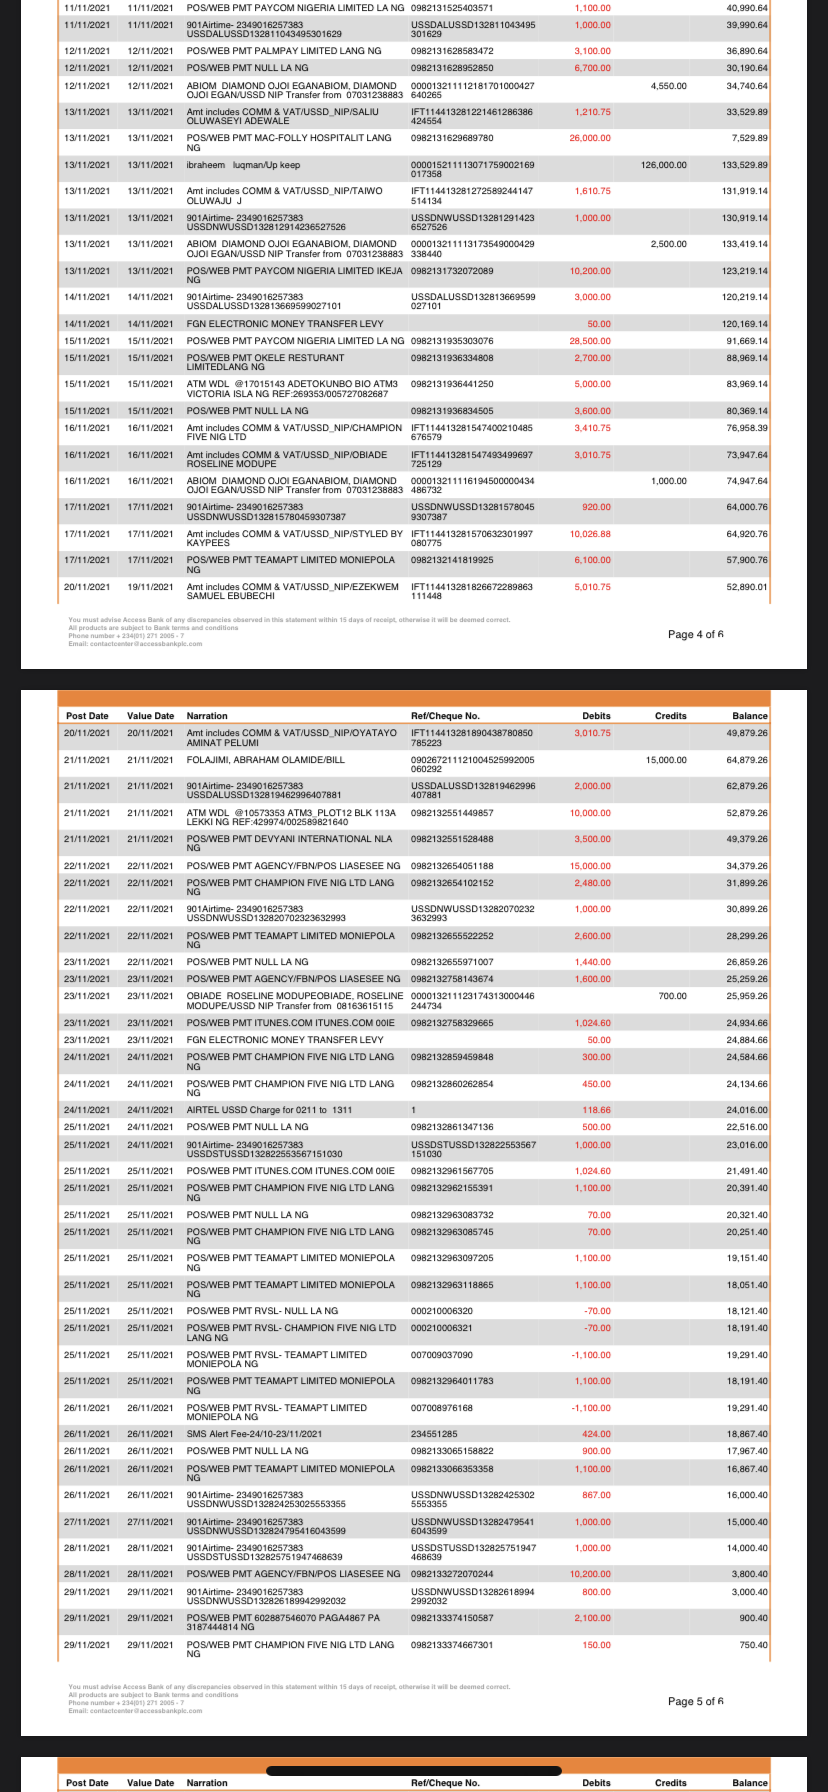 11/11/2021 11/11/2021 POS/WEB PMT PAYCOM NIGERIA LIMITED LA NG 0982131525403571 1,100.00 40,990.64
11/11/2021 11/11/2021 901Airtime- 2349016257383 USSDALUSSD132811043495 1,000.00 39,990.64
USSDALUSSD132811043495301629 301629
12/11/2021 12/11/2021 POS/WEB PMT PALMPAY LIMITED LANG NG 0982131628583472 3,100.00 36,890.64
12/11/2021 12/11/2021 POS/WEB PMT NULL LA NG 0982131628952850 6,700.00 30,190.64
12/11/2021 12/11/2021 ABIOM DIAMOND OJOI EGANABIOM, DIAMOND 000013211112181701000427 4,550.00 34,740.64
OJOI EGAN/USSD NIP Transfer from 07031238883 640265
13/11/2021 13/11/2021 Amt includes COMM & VAT/USSD_NIP/SALIU IFT114413281221461286386 1,210.75 33,529.89
OLUWASEYI ADEWALE 424554
13/11/2021 13/11/2021 POS/WEB PMT MAC-FOLLY HOSPITALIT LANG 0982131629689780 26,000.00 7,529.89
NG
13/11/2021 13/11/2021 ibraheem luqman/Up keep 000015211113071759002169 126,000.00 133,529.89
017358
13/11/2021 13/11/2021 Amt includes COMM & VAT/USSD_NIP/TAIWO IFT114413281272589244147 1,610.75 131,919.14
OLUWAJU J 514134
13/11/2021 13/11/2021 901Airtime- 2349016257383 USSDNWUSSD13281291423 1,000.00 130,919.14
USSDNWUSSD132812914236527526 6527526
13/11/2021 13/11/2021 ABIOM DIAMOND OJOI EGANABIOM, DIAMOND 000013211113173549000429 2,500.00 133,419.14
OJOI EGAN/USSD NIP Transfer from 07031238883 338440
13/11/2021 13/11/2021 POS/WEB PMT PAYCOM NIGERIA LIMITED IKEJA 0982131732072089 10,200.00 123,219.14
NG
14/11/2021 14/11/2021 901Airtime- 2349016257383 USSDALUSSD132813669599 3,000.00 120,219.14
USSDALUSSD132813669599027101 027101
14/11/2021 14/11/2021 FGN ELECTRONIC MONEY TRANSFER LEVY 50.00 120,169.14
15/11/2021 15/11/2021 POS/WEB PMT PAYCOM NIGERIA LIMITED LA NG 0982131935303076 28,500.00 91,669.14
15/11/2021 15/11/2021 POS/WEB PMT OKELE RESTURANT 0982131936334808 2,700.00 88,969.14
LIMITEDLANG NG
15/11/2021 15/11/2021 ATM WDL @17015143 ADETOKUNBO BIO ATM3 0982131936441250 5,000.00 83,969.14
VICTORIA ISLA NG REF:269353/005727082687
15/11/2021 15/11/2021 POS/WEB PMT NULL LA NG 0982131936834505 3,600.00 80,369.14
16/11/2021 16/11/2021 Amt includes COMM & VAT/USSD_NIP/CHAMPION IFT114413281547400210485 3,410.75 76,958.39
FIVE NIG LTD 676579
16/11/2021 16/11/2021 Amt includes COMM & VAT/USSD_NIP/OBIADE IFT114413281547493499697 3,010.75 73,947.64
ROSELINE MODUPE 725129
16/11/2021 16/11/2021 ABIOM DIAMOND OJOI EGANABIOM, DIAMOND 000013211116194500000434 1,000.00 74,947.64
OJOI EGAN/USSD NIP Transfer from 07031238883 486732
17/11/2021 17/11/2021 901Airtime- 2349016257383 USSDNWUSSD13281578045 920.00 64,000.76
USSDNWUSSD132815780459307387 9307387
17/11/2021 17/11/2021 Amt includes COMM & VAT/USSD_NIP/STYLED BY IFT114413281570632301997 10,026.88 64,920.76
KAYPEES 080775
17/11/2021 17/11/2021 POS/WEB PMT TEAMAPT LIMITED MONIEPOLA 0982132141819925 6,100.00 57,900.76
NG
20/11/2021 19/11/2021 Amt includes COMM & VAT/USSD_NIP/EZEKWEM IFT114413281826672289863 5,010.75 52,890.01
SAMUEL EBUBECHI 111448
You must advise Access Bank of any discrepancies observed in this statement within 15 days of receipt, otherwise it will be deemed correct.
All products are subject to Bank terms and conditions
Phone number + 234(01) 271 2005 - 7
Email: contactcenter@accessbankplc.com
Page 4 of 6
Post Date Value Date Narration Ref/Cheque No. Debits Credits Balance
20/11/2021 20/11/2021 Amt includes COMM & VAT/USSD_NIP/OYATAYO IFT114413281890438780850 3,010.75 49,879.26
AMINAT PELUMI 785223
21/11/2021 21/11/2021 FOLAJIMI, ABRAHAM OLAMIDE/BILL 090267211121004525992005 15,000.00 64,879.26
060292
21/11/2021 21/11/2021 901Airtime- 2349016257383 USSDALUSSD132819462996 2,000.00 62,879.26
USSDALUSSD132819462996407881 407881
21/11/2021 21/11/2021 ATM WDL @10573353 ATM3_PLOT12 BLK 113A 0982132551449857 10,000.00 52,879.26
LEKKI NG REF:429974/002589821640
21/11/2021 21/11/2021 POS/WEB PMT DEVYANI INTERNATIONAL NLA 0982132551528488 3,500.00 49,379.26
NG
22/11/2021 22/11/2021 POS/WEB PMT AGENCY/FBN/POS LIASESEE NG 0982132654051188 15,000.00 34,379.26
22/11/2021 22/11/2021 POS/WEB PMT CHAMPION FIVE NIG LTD LANG 0982132654102152 2,480.00 31,899.26
NG
22/11/2021 22/11/2021 901Airtime- 2349016257383 USSDNWUSSD13282070232 1,000.00 30,899.26
USSDNWUSSD132820702323632993 3632993
22/11/2021 22/11/2021 POS/WEB PMT TEAMAPT LIMITED MONIEPOLA 0982132655522252 2,600.00 28,299.26
NG
23/11/2021 22/11/2021 POS/WEB PMT NULL LA NG 0982132655971007 1,440.00 26,859.26
23/11/2021 23/11/2021 POS/WEB PMT AGENCY/FBN/POS LIASESEE NG 0982132758143674 1,600.00 25,259.26
23/11/2021 23/11/2021 OBIADE ROSELINE MODUPEOBIADE, ROSELINE 000013211123174313000446 700.00 25,959.26
MODUPE/USSD NIP Transfer from 08163615115 244734
23/11/2021 23/11/2021 POS/WEB PMT ITUNES.COM ITUNES.COM 00IE 0982132758329665 1,024.60 24,934.66
23/11/2021 23/11/2021 FGN ELECTRONIC MONEY TRANSFER LEVY 50.00 24,884.66
24/11/2021 24/11/2021 POS/WEB PMT CHAMPION FIVE NIG LTD LANG 0982132859459848 300.00 24,584.66
NG
24/11/2021 24/11/2021 POS/WEB PMT CHAMPION FIVE NIG LTD LANG 0982132860262854 450.00 24,134.66
NG
24/11/2021 24/11/2021 AIRTEL USSD Charge for 0211 to 1311 1 118.66 24,016.00
25/11/2021 24/11/2021 POS/WEB PMT NULL LA NG 0982132861347136 500.00 22,516.00
25/11/2021 24/11/2021 901Airtime- 2349016257383 USSDSTUSSD132822553567 1,000.00 23,016.00
USSDSTUSSD132822553567151030 151030
25/11/2021 25/11/2021 POS/WEB PMT ITUNES.COM ITUNES.COM 00IE 0982132961567705 1,024.60 21,491.40
25/11/2021 25/11/2021 POS/WEB PMT CHAMPION FIVE NIG LTD LANG 0982132962155391 1,100.00 20,391.40
NG
25/11/2021 25/11/2021 POS/WEB PMT NULL LA NG 0982132963083732 70.00 20,321.40
25/11/2021 25/11/2021 POS/WEB PMT CHAMPION FIVE NIG LTD LANG 0982132963085745 70.00 20,251.40
NG
25/11/2021 25/11/2021 POS/WEB PMT TEAMAPT LIMITED MONIEPOLA 0982132963097205 1,100.00 19,151.40
NG
25/11/2021 25/11/2021 POS/WEB PMT TEAMAPT LIMITED MONIEPOLA 0982132963118865 1,100.00 18,051.40
NG
25/11/2021 25/11/2021 POS/WEB PMT RVSL- NULL LA NG 000210006320 -70.00 18,121.40
25/11/2021 25/11/2021 POS/WEB PMT RVSL- CHAMPION FIVE NIG LTD 000210006321 -70.00 18,191.40
LANG NG
25/11/2021 25/11/2021 POS/WEB PMT RVSL- TEAMAPT LIMITED 007009037090 -1,100.00 19,291.40
MONIEPOLA NG
25/11/2021 25/11/2021 POS/WEB PMT TEAMAPT LIMITED MONIEPOLA 0982132964011783 1,100.00 18,191.40
NG
26/11/2021 26/11/2021 POS/WEB PMT RVSL- TEAMAPT LIMITED 007008976168 -1,100.00 19,291.40
MONIEPOLA NG
26/11/2021 26/11/2021 SMS Alert Fee-24/10-23/11/2021 234551285 424.00 18,867.40
26/11/2021 26/11/2021 POS/WEB PMT NULL LA NG 0982133065158822 900.00 17,967.40
26/11/2021 26/11/2021 POS/WEB PMT TEAMAPT LIMITED MONIEPOLA 0982133066353358 1,100.00 16,867.40
NG
26/11/2021 26/11/2021 901Airtime- 2349016257383 USSDNWUSSD13282425302 867.00 16,000.40
USSDNWUSSD132824253025553355 5553355
27/11/2021 27/11/2021 901Airtime- 2349016257383 USSDNWUSSD13282479541 1,000.00 15,000.40
USSDNWUSSD132824795416043599 6043599
28/11/2021 28/11/2021 901Airtime- 2349016257383 USSDSTUSSD132825751947 1,000.00 14,000.40
USSDSTUSSD132825751947468639 468639
28/11/2021 28/11/2021 POS/WEB PMT AGENCY/FBN/POS LIASESEE NG 0982133272070244 10,200.00 3,800.40
29/11/2021 29/11/2021 901Airtime- 2349016257383 USSDNWUSSD13282618994 800.00 3,000.40
USSDNWUSSD132826189942992032 2992032
29/11/2021 29/11/2021 POS/WEB PMT 602887546070 PAGA4867 PA 0982133374150587 2,100.00 900.40
3187444814 NG
29/11/2021 29/11/2021 POS/WEB PMT CHAMPION FIVE NIG LTD LANG 0982133374667301 150.00 750.40
NG
You must advise Access Bank of any discrepancies observed in this statement within 15 days of receipt, otherwise it will be deemed correct.
All products are subject to Bank terms and conditions
Phone number + 234(01) 271 2005 - 7
Email: contactcenter@accessbankplc.com
Page 5 of 6
Post Date Value Date Narration Ref/Cheque No. Debits Credits Balance